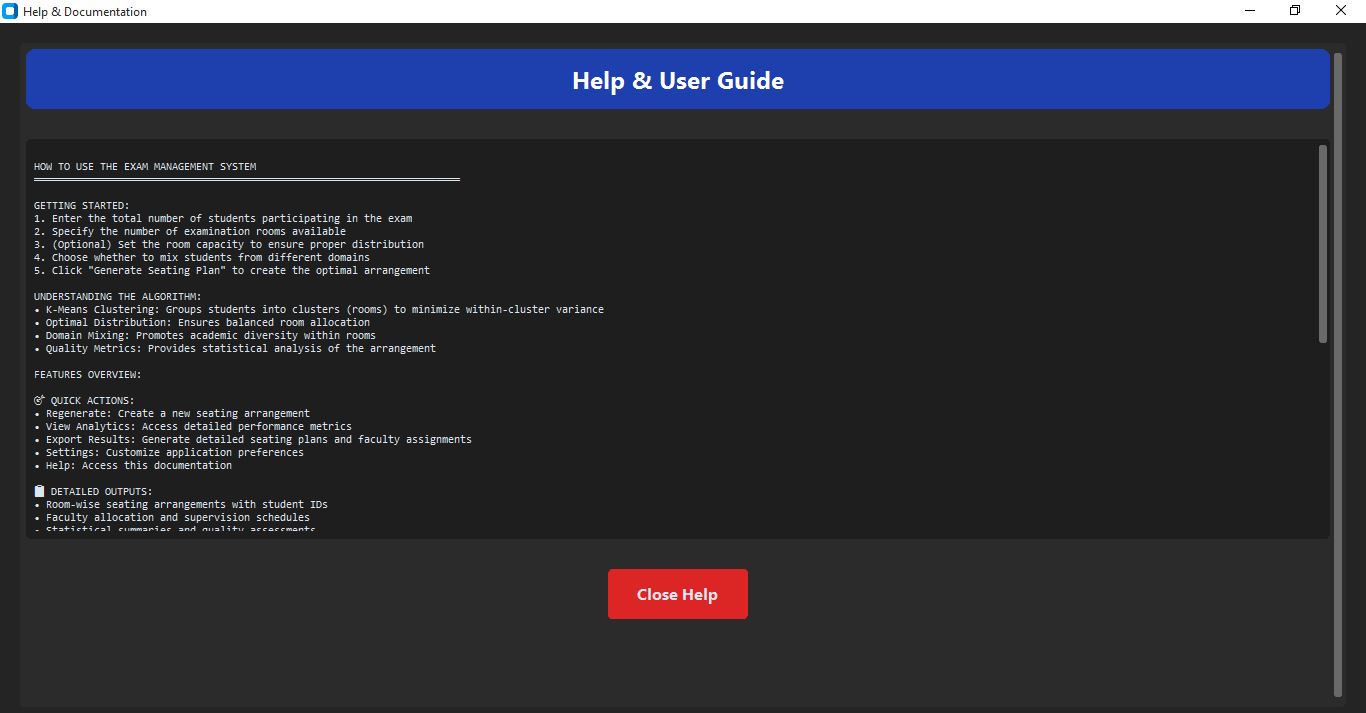 Help & Documentation
Help & User Guide
HOW TO USE THE EXAM MANAGEMENT SYSTEM
GETTING STARTED:
1. Enter the total number of students participating in the exam
2. Specify the number of examination rooms available
3. (Optional) Set the room capacity to ensure proper distribution
4. Choose whether to mix students from different domains
5. Click "Generate Seating Plan" to create the optimal arrangement
UNDERSTANDING THE ALGORITHM:
• K-Means Clustering: Groups students into clusters (rooms) to minimize within-cluster variance
• Optimal Distribution: Ensures balanced room allocation
• Domain Mixing: Promotes academic diversity within rooms
• Quality Metrics: Provides statistical analysis of the arrangement
FEATURES OVERVIEW:
🎯 QUICK ACTIONS:
• Regenerate: Create a new seating arrangement
• View Analytics: Access detailed performance metrics
• Export Results: Generate detailed seating plans and faculty assignments
• Settings: Customize application preferences
• Help: Access this documentation
📋 DETAILED OUTPUTS:
• Room-wise seating arrangements with student IDs
• Faculty allocation and supervision schedules
• Statistical summaries and quality assessments
Close Help